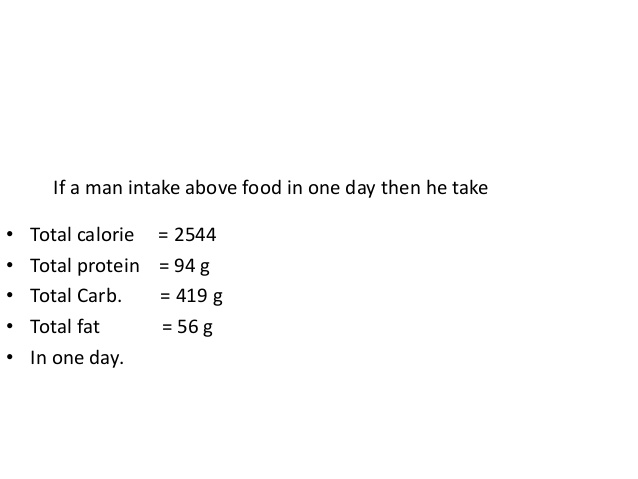 If a man intake above food in one day then he take
• Total calorie = 2544
• Total protein = 94 g
• Total Carb. = 419 g
• Total fat = 56 g
• In one day.